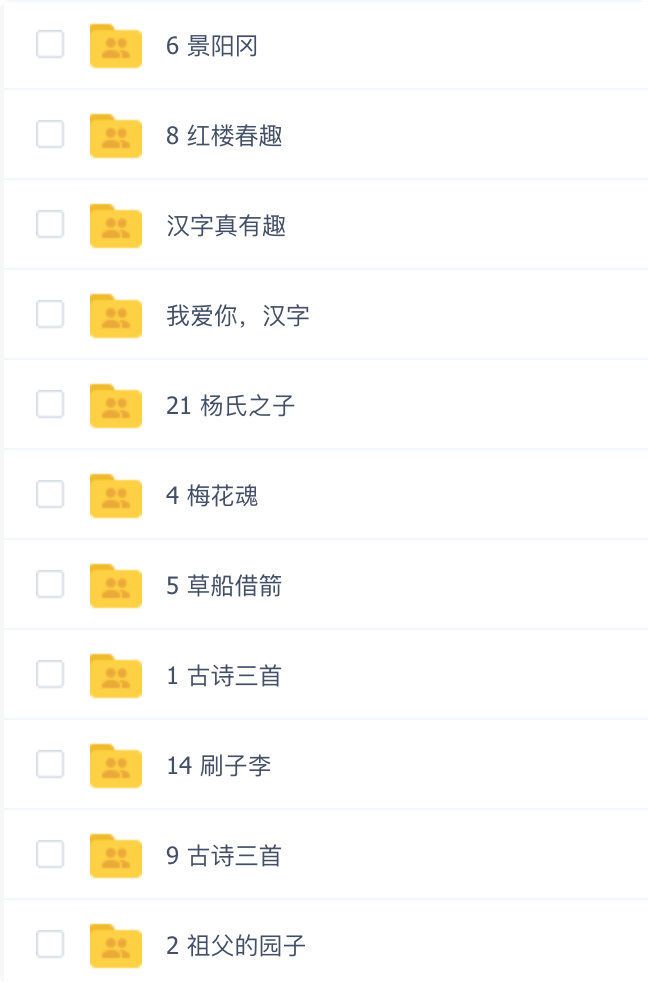 6 景阳冈
8 红楼春趣
汉字真有趣
我爱你，汉字
21 杨氏之子
4 梅花魂
5 草船借箭
1 古诗三首
14 刷子李
9 古诗三首
2 祖父的园子